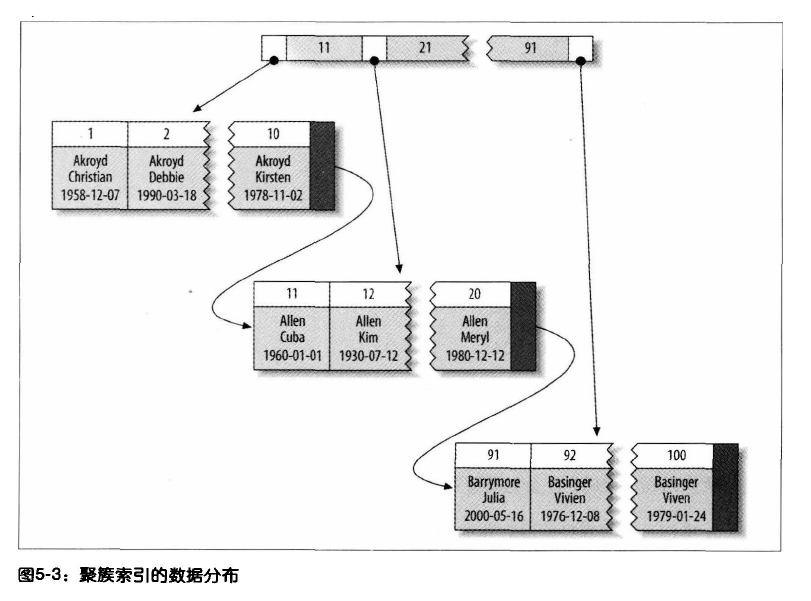 11 21 91
1 2 10
Akroyd Akroyd Akroyd
Christian Debbie Kirsten
1958-12-07 1990-03-18 1978-11-02
11 12 20
Allen Allen Allen
Cuba Kim Meryl
1960-01-01 1930-07-12 1980-12-12
91 92 100
Barrymore Basinger Basinger
Julia Vivien Viven
2000-05-16 1976-12-08 1979-01-24
图5-3：聚簇索引的数据分布